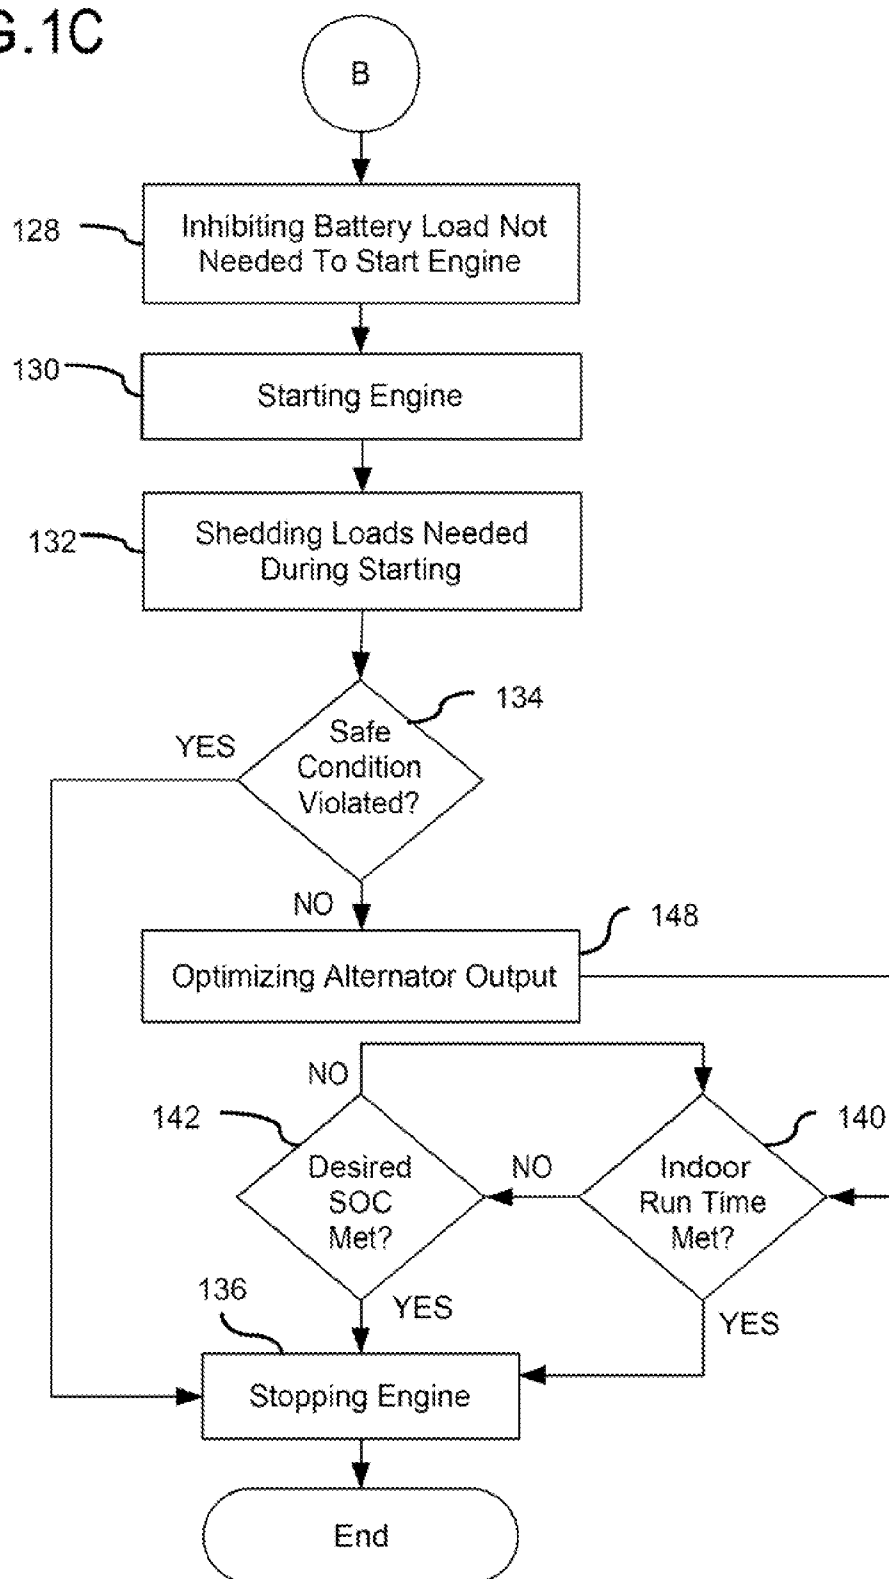 G.1C
B
128
Inhibiting Battery Load Not
Needed To Start Engine
130
Starting Engine
132
Shedding Loads Needed
During Starting
134
YES
Safe
Condition
Violated?
NO
148
Optimizing Alternator Output
NO
142
140
Desired
SOC
Met?
NO
Indoor
Run Time
Met?
136
YES
YES
Stopping Engine
End